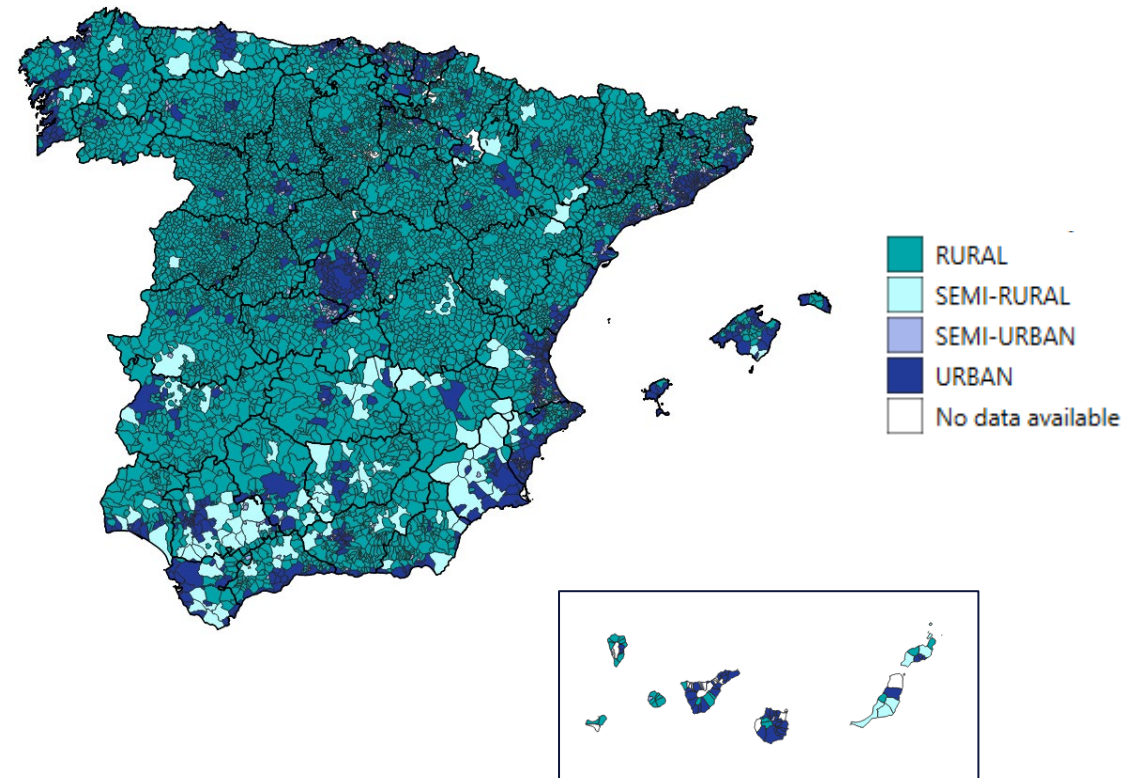 RURAL
SEMI-RURAL
SEMI-URBAN
URBAN
No data available